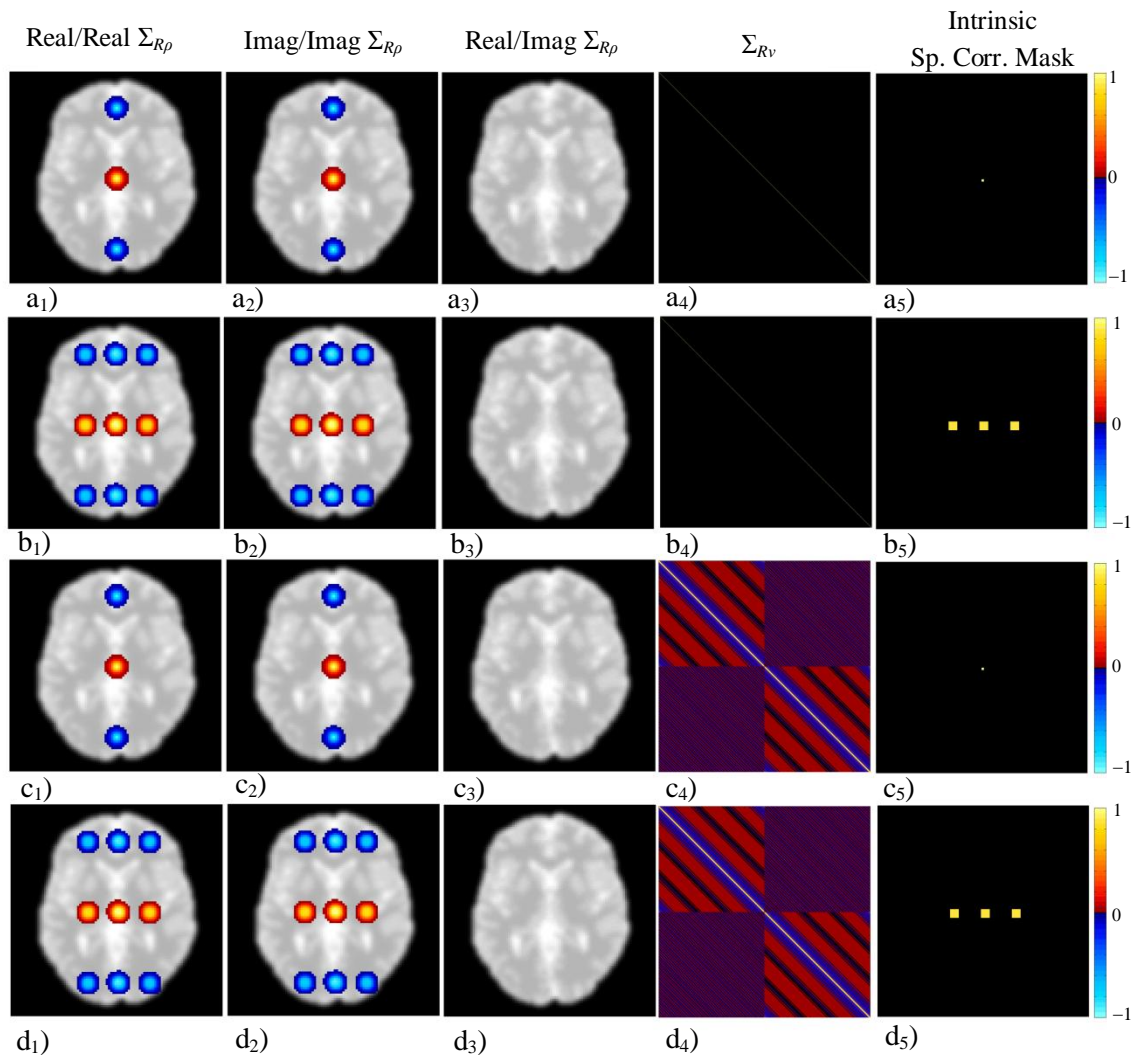 Real/Real Σ_Rρ
Imag/Imag Σ_Rρ
Real/Imag Σ_Rρ
Σ_Rν
Intrinsic
Sp. Corr. Mask
1
0
−1
a₁)
a₂)
a₃)
a₄)
a₅)
1
0
−1
b₁)
b₂)
b₃)
b₄)
b₅)
1
0
−1
c₁)
c₂)
c₃)
c₄)
c₅)
1
0
−1
d₁)
d₂)
d₃)
d₄)
d₅)